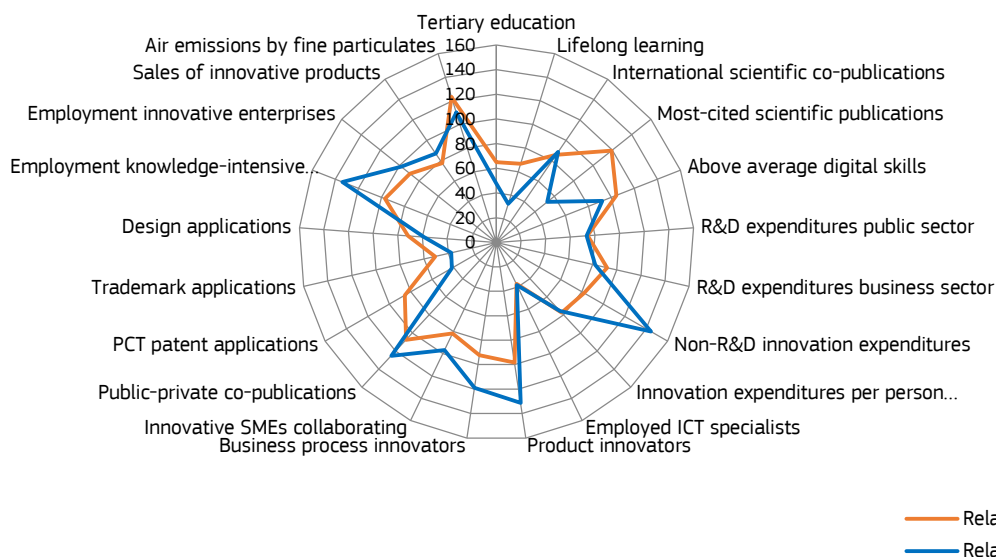 Tertiary education
Lifelong learning
International scientific co-publications
Most-cited scientific publications
Above average digital skills
R&D expenditures public sector
R&D expenditures business sector
Non-R&D innovation expenditures
Innovation expenditures per person...
Employed ICT specialists
Product innovators
Business process innovators
Innovative SMEs collaborating
Public-private co-publications
PCT patent applications
Trademark applications
Design applications
Employment knowledge-intensive...
Employment innovative enterprises
Sales of innovative products
Air emissions by fine particulates
160
140
120
100
80
60
40
20
0
Rela
Rela